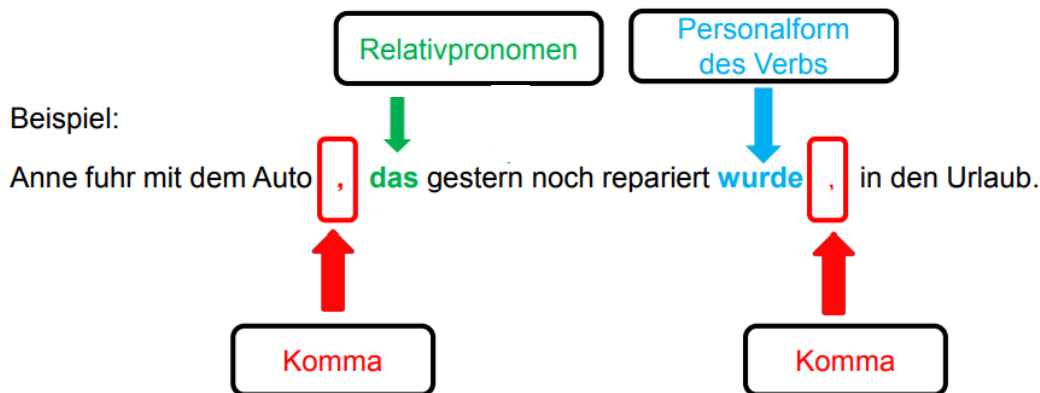 Relativpronomen
Personalform
des Verbs
Beispiel:
Anne fuhr mit dem Auto , das gestern noch repariert wurde , in den Urlaub.
Komma
Komma